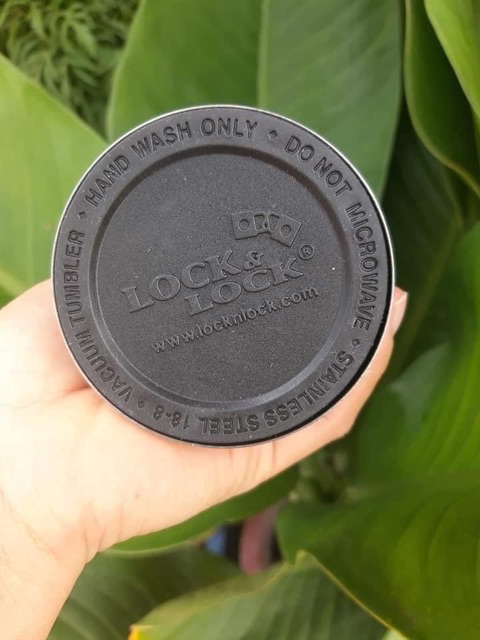 HAND WASH ONLY • DO NOT MICROWAVE • STAINLESS STEEL 18-8 • VACUUM TUMBLER •
LOCK&
LOCK®
www.locknlock.com